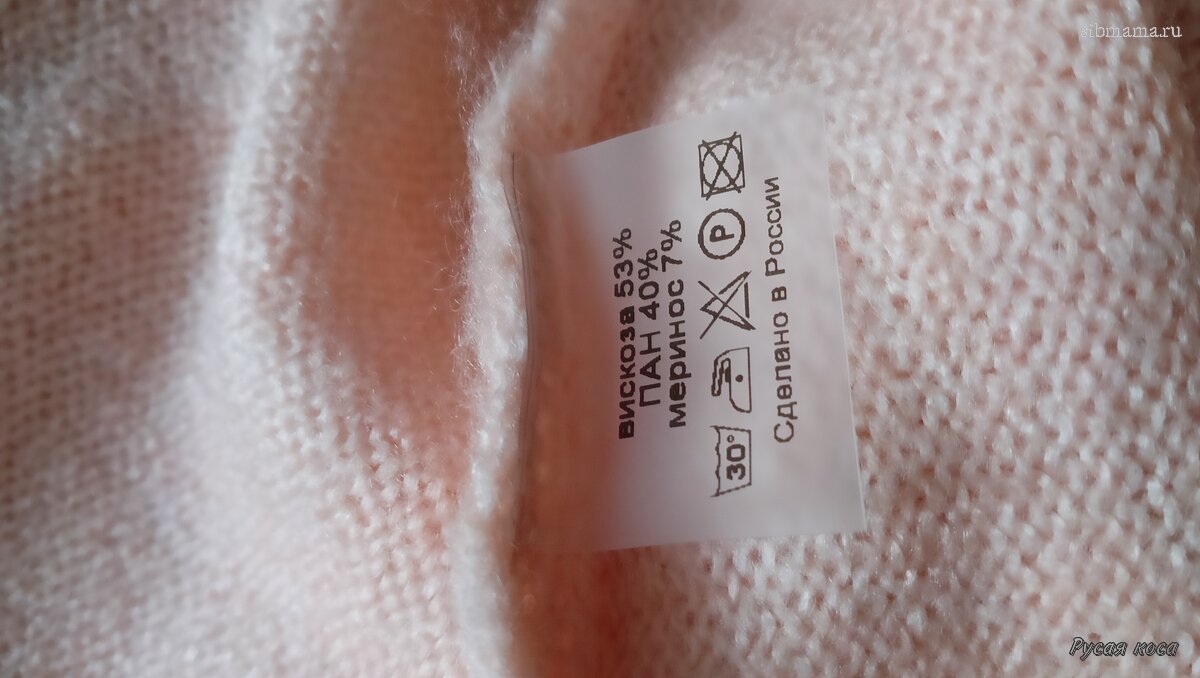 sibmama.ru
вискоза 53%
ПАН 40%
меринос 7%
30° P
Сделано в России
Русая коса